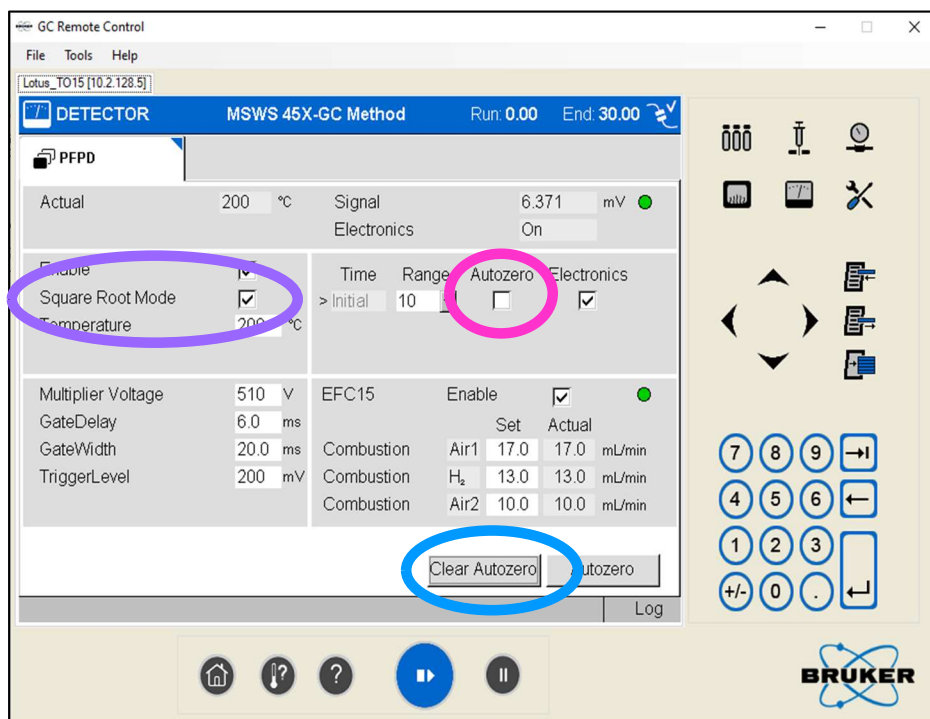 GC Remote Control
File Tools Help
Lotus_TO15 [10.2.128.5]
DETECTOR MSWS 45X-GC Method Run: 0.00 End: 30.00
PFPD
Actual 200 °C Signal 6.371 mV
Electronics On
Enable Time Range Autozero Electronics
Square Root Mode > Initial 10
Temperature 200 °C
Multiplier Voltage 510 V EFC15 Enable
GateDelay 6.0 ms Set Actual
GateWidth 20.0 ms Combustion Air1 17.0 17.0 mL/min
TriggerLevel 200 mV Combustion H₂ 13.0 13.0 mL/min
Combustion Air2 10.0 10.0 mL/min
Clear Autozero Autozero
Log
7 8 9
4 5 6
1 2 3
+/- 0 .
? ?
BRUKER